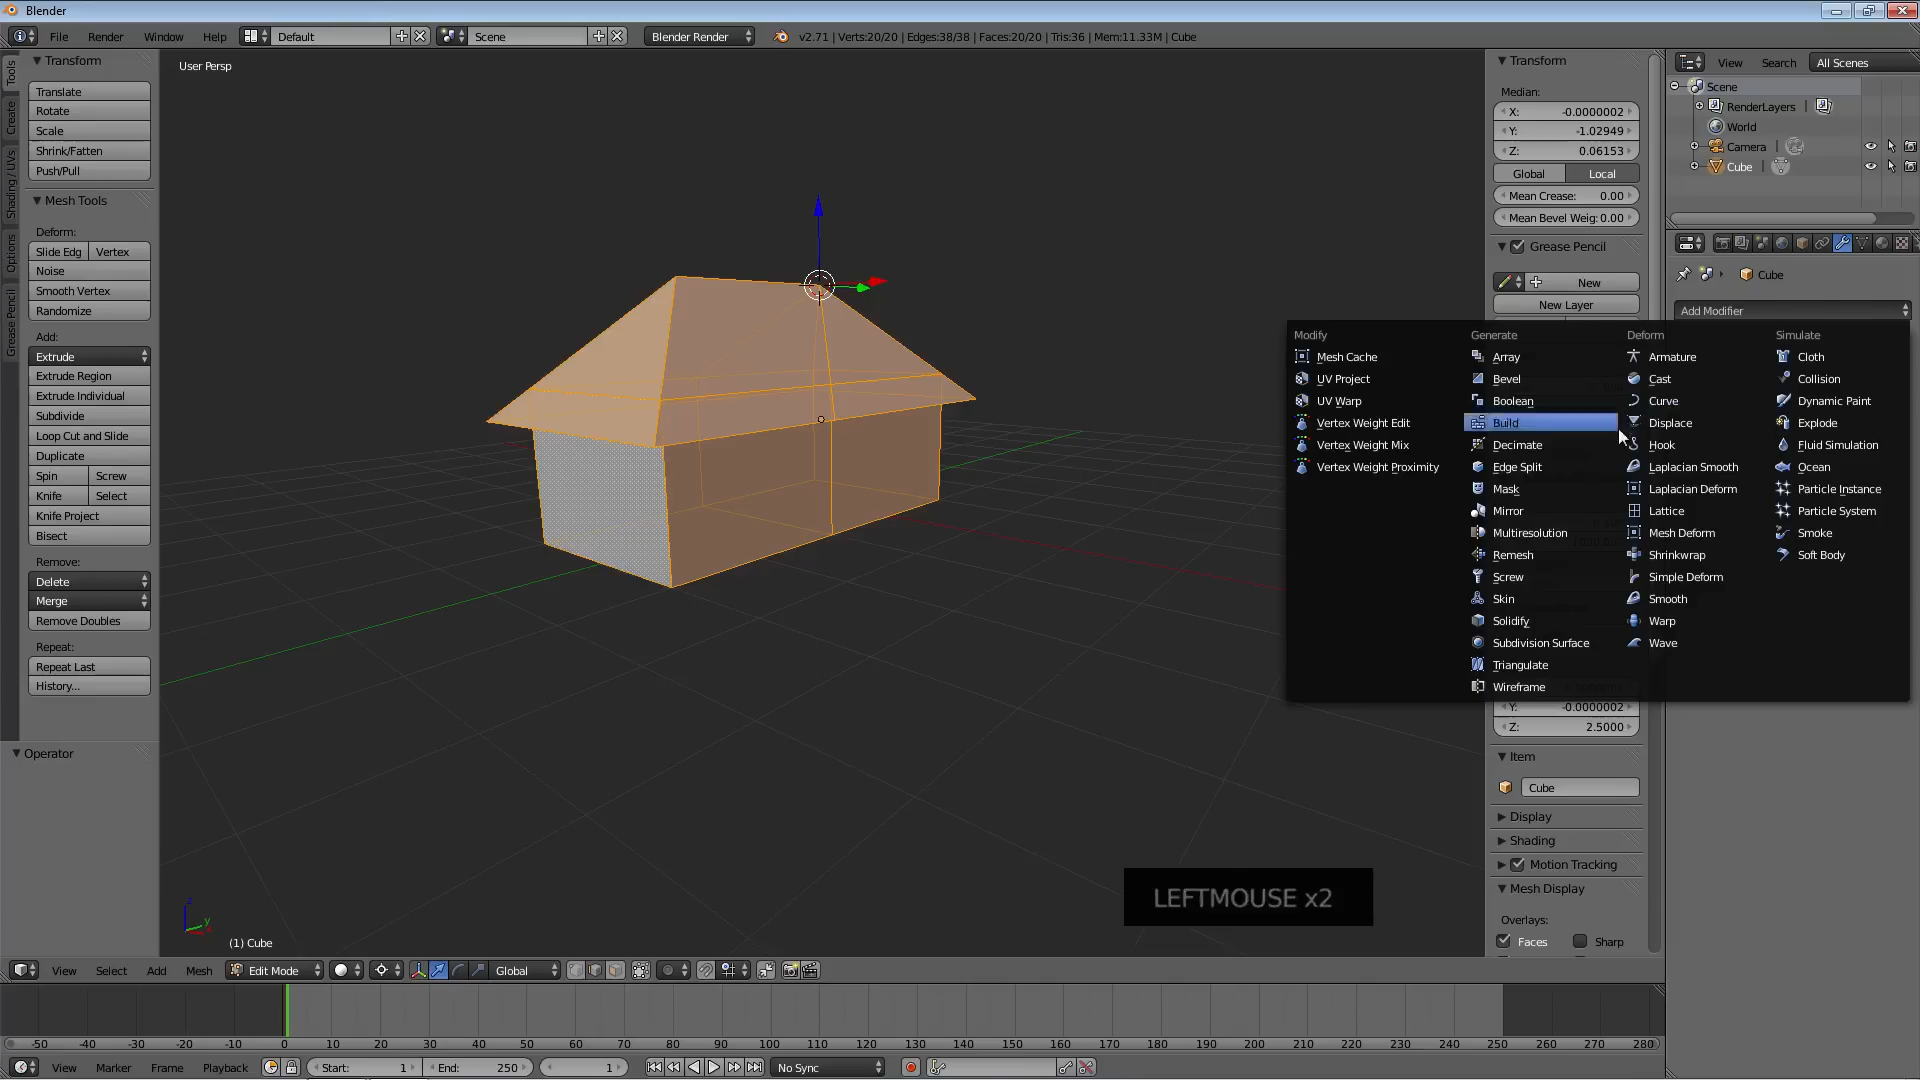 Blender
File Render Window Help Default Scene Blender Render v2.71 | Verts:20/20 | Edges:38/38 | Faces:20/20 | Tris:36 | Mem:11.33M | Cube
Tools
Create
Shading / UVs
Options
Grease Pencil
Transform
Translate
Rotate
Scale
Shrink/Fatten
Push/Pull
Mesh Tools
Deform:
Slide Edg Vertex
Noise
Smooth Vertex
Randomize
Add:
Extrude
Extrude Region
Extrude Individual
Subdivide
Loop Cut and Slide
Duplicate
Spin Screw
Knife Select
Knife Project
Bisect
Remove:
Delete
Merge
Remove Doubles
Repeat:
Repeat Last
History...
Operator
User Persp
(1) Cube
LEFTMOUSE x2
Transform
Median:
X: -0.0000002
Y: -1.02949
Z: 0.06153
Global Local
Mean Crease: 0.00
Mean Bevel Weig: 0.00
Grease Pencil
New
New Layer
View Search All Scenes
Scene
RenderLayers |
World
Camera |
Cube |
Cube
Add Modifier
Modify
Mesh Cache
UV Project
UV Warp
Vertex Weight Edit
Vertex Weight Mix
Vertex Weight Proximity
Generate
Array
Bevel
Boolean
Build
Decimate
Edge Split
Mask
Mirror
Multiresolution
Remesh
Screw
Skin
Solidify
Subdivision Surface
Triangulate
Wireframe
Deform
Armature
Cast
Curve
Displace
Hook
Laplacian Smooth
Laplacian Deform
Lattice
Mesh Deform
Shrinkwrap
Simple Deform
Smooth
Warp
Wave
Simulate
Cloth
Collision
Dynamic Paint
Explode
Fluid Simulation
Ocean
Particle Instance
Particle System
Smoke
Soft Body
Y: -0.0000002
Z: 2.5000
Item
Cube
Display
Shading
Motion Tracking
Mesh Display
Overlays:
Faces Sharp
View Select Add Mesh Edit Mode Global
-50 -40 -30 -20 -10 0 10 20 30 40 50 60 70 80 90 100 110 120 130 140 150 160 170 180 190 200 210 220 230 240 250 260 270 280
View Marker Frame Playback Start: 1 End: 250 1 No Sync